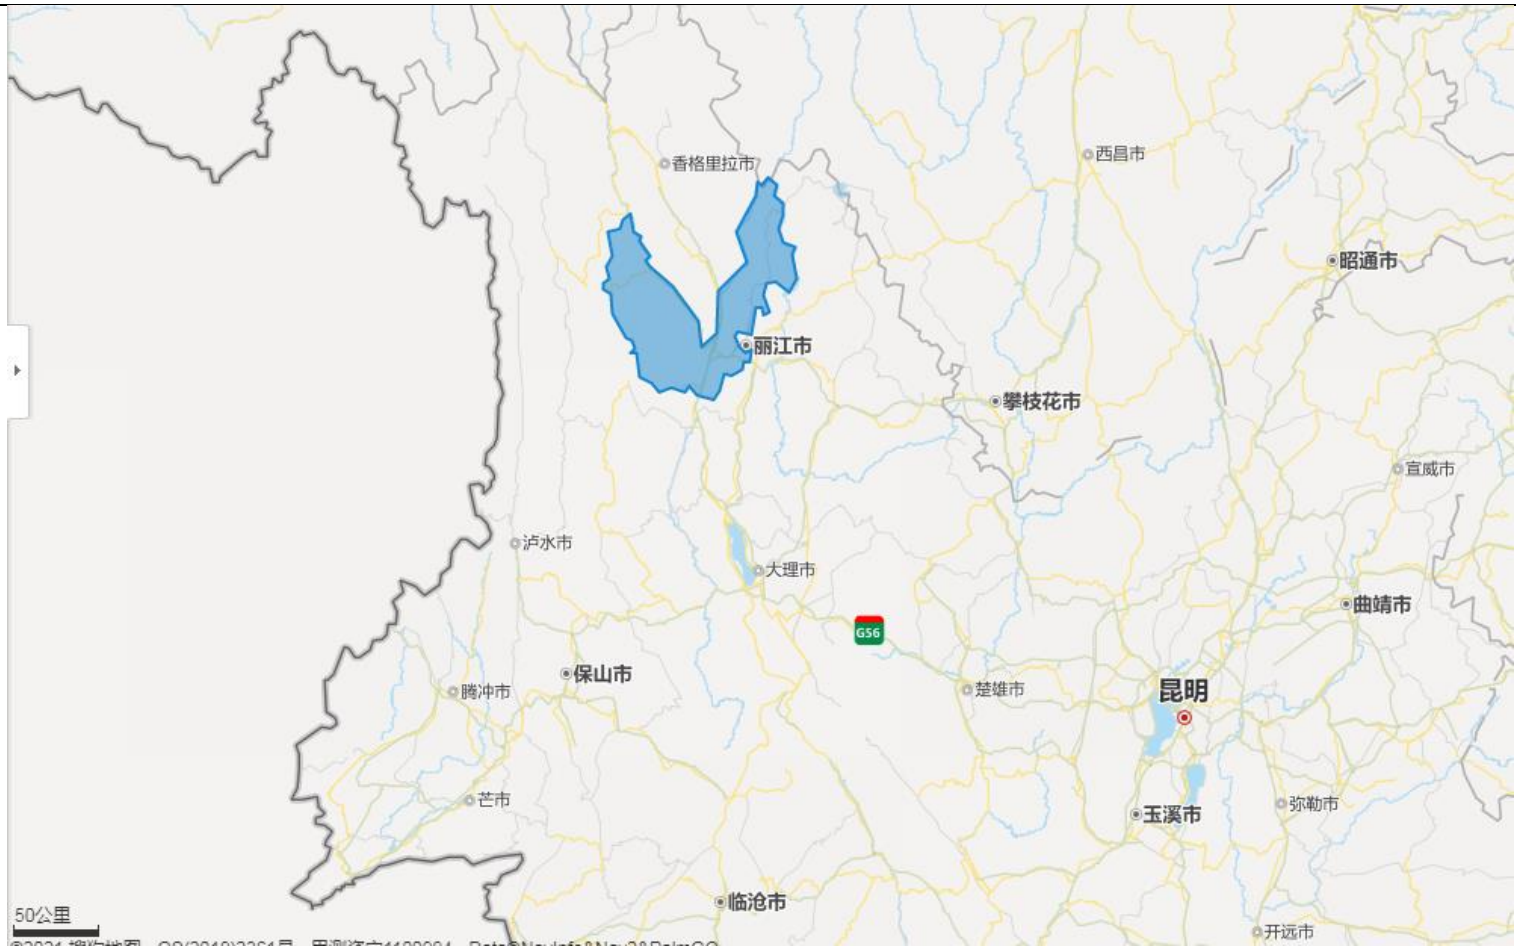 香格里拉市
西昌市
昭通市
丽江市
攀枝花市
宣威市
泸水市
大理市
曲靖市
G56
保山市
腾冲市
楚雄市
昆明
芒市
弥勒市
玉溪市
临沧市
50公里
开远市